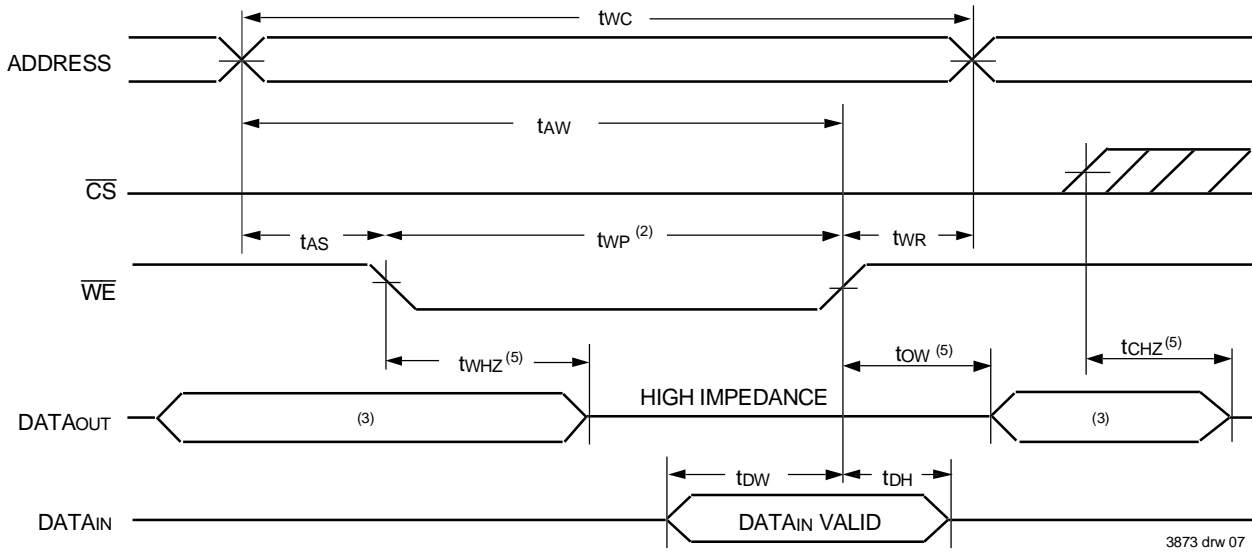 tWC
ADDRESS
tAW
CS
tAS
tWP (2)
tWR
WE
tWHZ (5)
tOW (5)
tCHZ (5)
DATAOUT
(3)
HIGH IMPEDANCE
(3)
tDW
tDH
DATAIN
DATAIN VALID
3873 drw 07